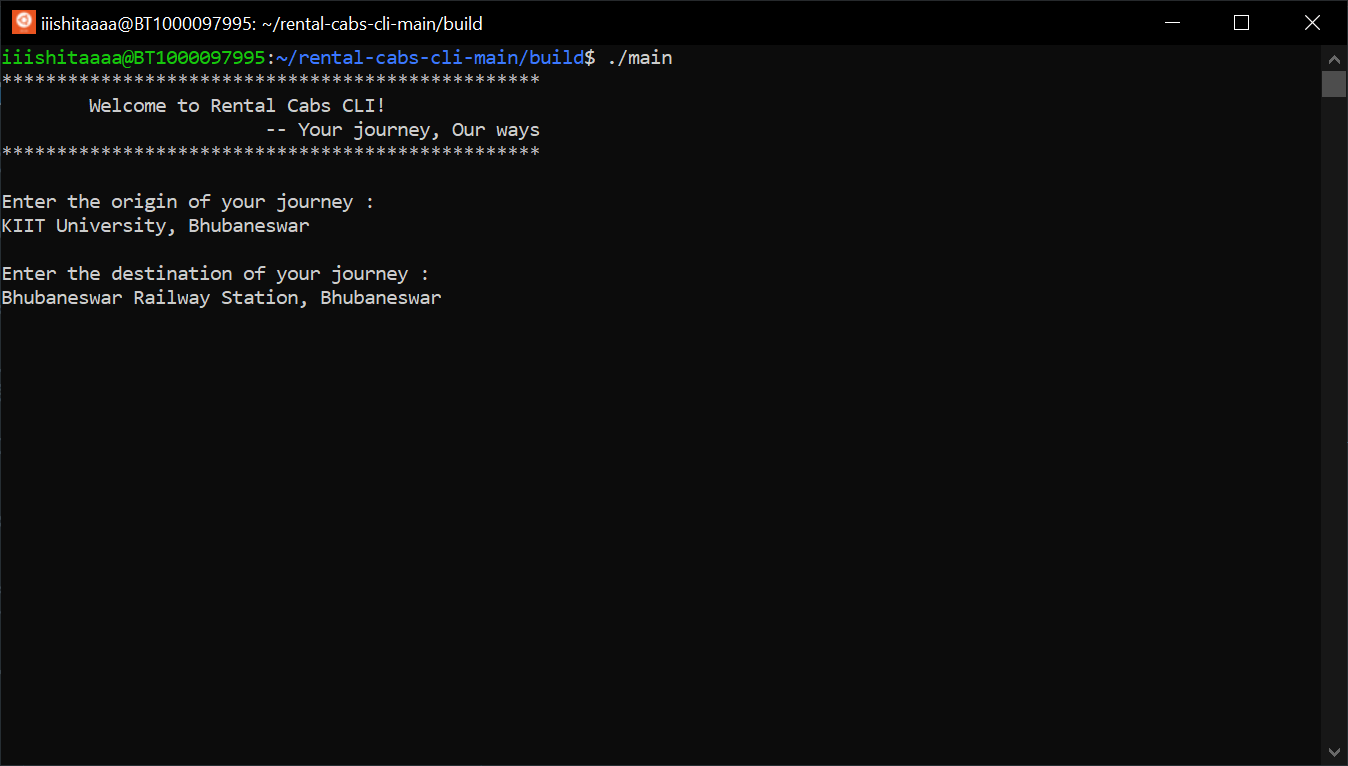 iiishitaaaa@BT1000097995: ~/rental-cabs-cli-main/build
iiishitaaaa@BT1000097995:~/rental-cabs-cli-main/build$ ./main
*************************************************
        Welcome to Rental Cabs CLI!
                        -- Your journey, Our ways
*************************************************
Enter the origin of your journey :
KIIT University, Bhubaneswar
Enter the destination of your journey :
Bhubaneswar Railway Station, Bhubaneswar